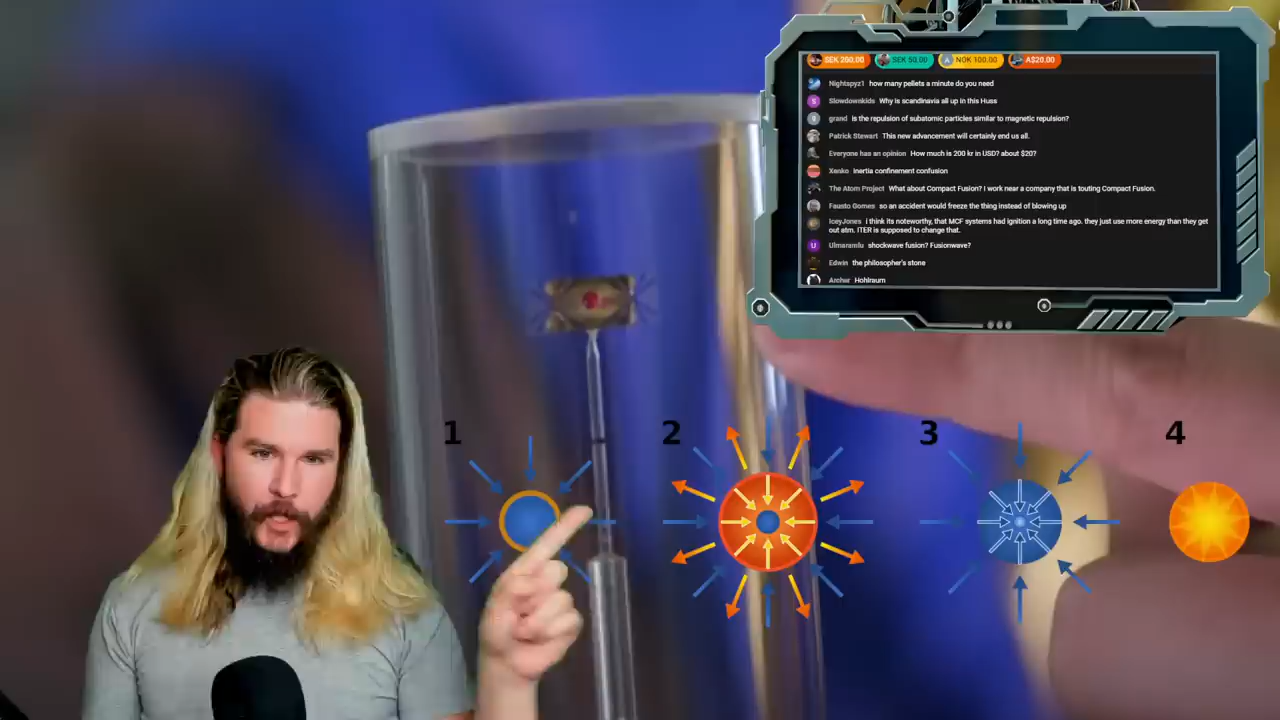 SEK 200.00 SEK 50.00 NOK 100.00 A$20.00
Nightspyz1 how many pellets a minute do you need
Slowdownkids Why is scandinavia all up in this Huss
grand is the repulsion of subatomic particles similar to magnetic repulsion?
Patrick Stewart This new advancement will certainly end us all.
Everyone has an opinion How much is 200 kr in USD? about $20?
Xenko inertia confinement confusion
The Atom Project What about Compact Fusion? I work near a company that is touting Compact Fusion.
Fausto Gomes so an accident would freeze the thing instead of blowing up
IceyJones i think its noteworthy, that MCF systems had ignition a long time ago. they just use more energy than they get
out atm. ITER is supposed to change that.
Ulmaramlu shockwave fusion? Fusionwave?
Edwin the philosopher's stone
Archer Hohlraum
1 2 3 4